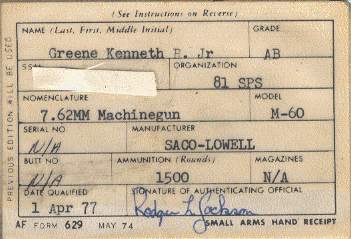 (See Instructions on Reverse)
NAME (Last, First, Middle Initial) GRADE
Greene Kenneth R. Jr AB
SSAN ORGANIZATION
81 SPS
NOMENCLATURE MODEL
7.62MM Machinegun M-60
SERIAL NO MANUFACTURER
N/A SACO-LOWELL
BUTT NO. AMMUNITION (Rounds) MAGAZINES
N/A 1500 N/A
DATE QUALIFIED SIGNATURE OF AUTHENTICATING OFFICIAL
1 Apr 77 Rodger L Jackson
AF FORM 629 MAY 74 SMALL ARMS HAND RECEIPT
PREVIOUS EDITION WILL BE USED